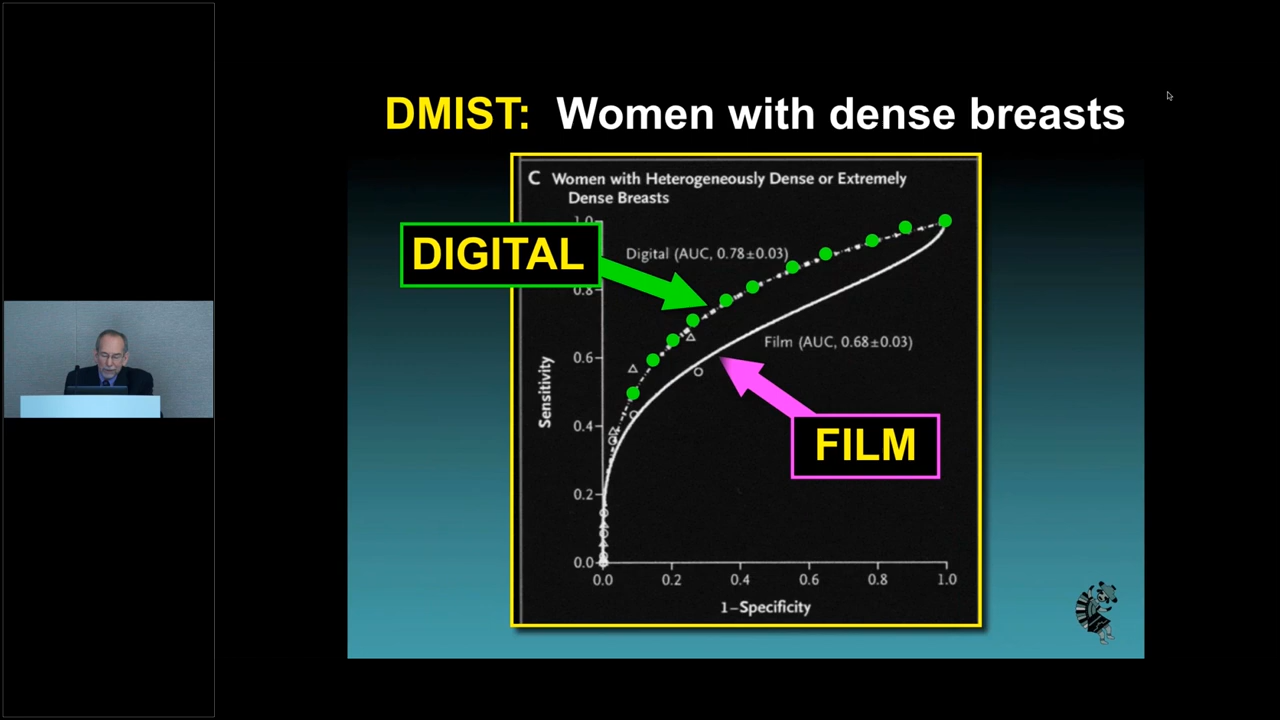 DMIST: Women with dense breasts
C Women with Heterogeneously Dense or Extremely
Dense Breasts
1.0
DIGITAL
Digital (AUC, 0.78±0.03)
0.8
Film (AUC, 0.68±0.03)
0.6
Sensitivity
0.4
FILM
0.2
0.0
0.0 0.2 0.4 0.6 0.8 1.0
1–Specificity